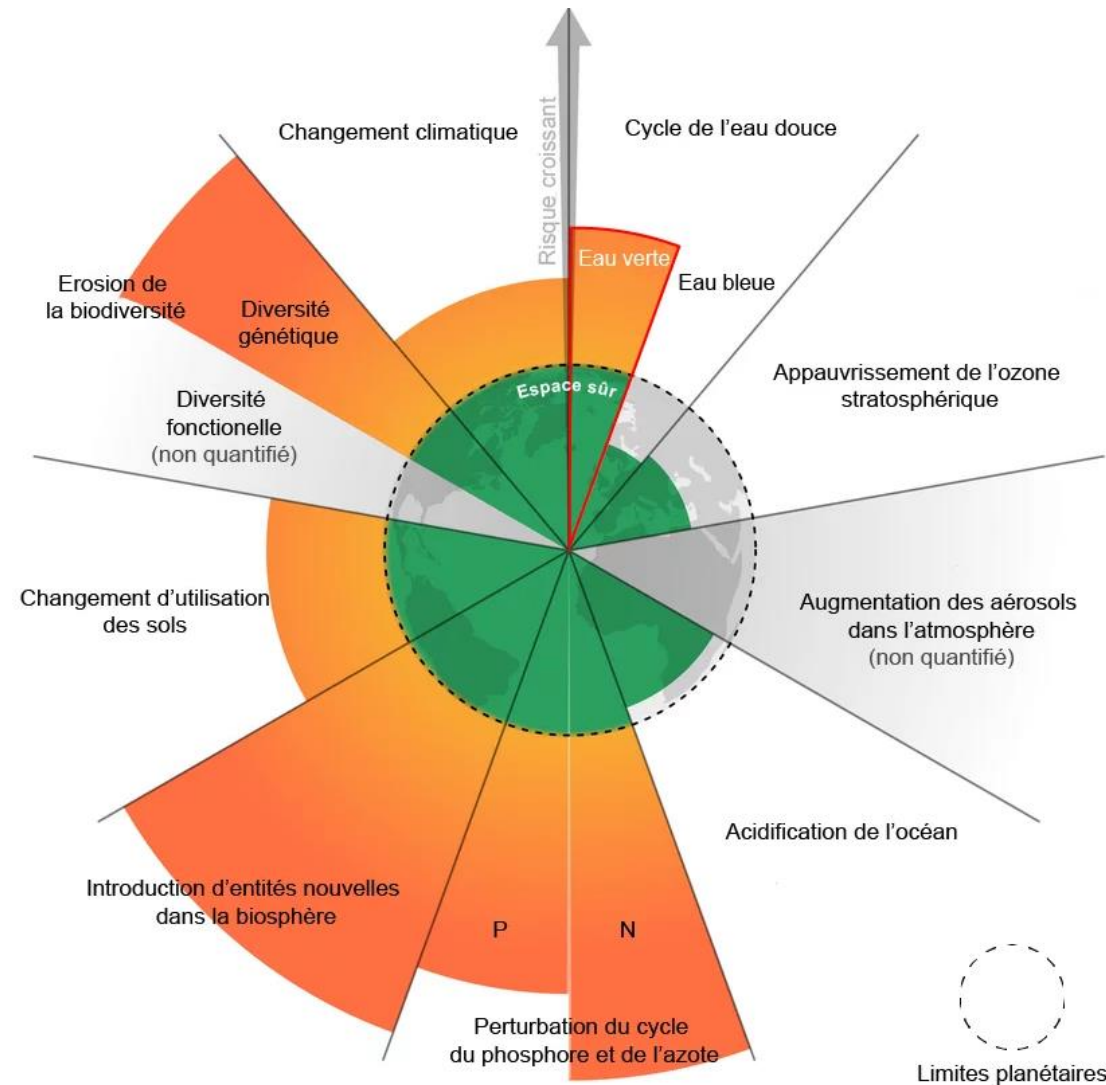 Changement climatique
Risque croissant
Cycle de l'eau douce
Eau verte
Eau bleue
Erosion de
la biodiversité
Diversité
génétique
Espace sûr
Appauvrissement de l'ozone
stratosphérique
Diversité
fonctionelle
(non quantifié)
Changement d'utilisation
des sols
Augmentation des aérosols
dans l'atmosphère
(non quantifié)
Acidification de l'océan
Introduction d'entités nouvelles
dans la biosphère
P
N
Perturbation du cycle
du phosphore et de l'azote
Limites planétaires